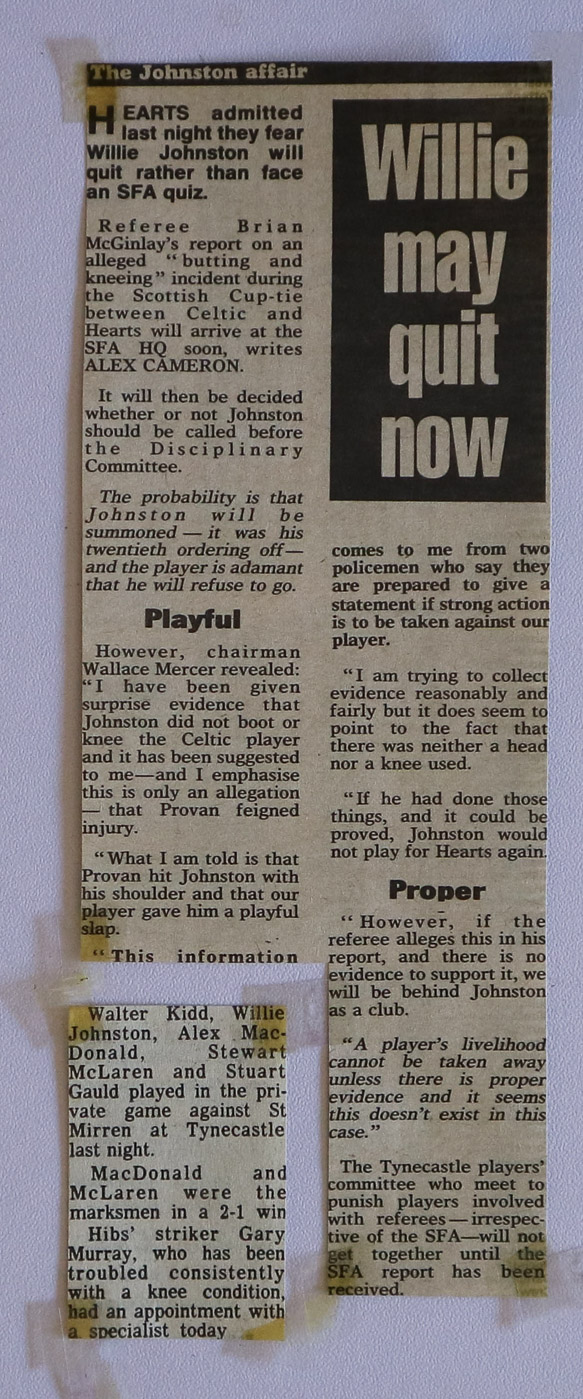 The Johnston affair
Willie
may
quit
now
HEARTS admitted
last night they fear
Willie Johnston will
quit rather than face
an SFA quiz.
Referee Brian
McGinlay's report on an
alleged "butting and
kneeing" incident during
the Scottish Cup-tie
between Celtic and
Hearts will arrive at the
SFA HQ soon, writes
ALEX CAMERON.
It will then be decided
whether or not Johnston
should be called before
the Disciplinary
Committee.
The probability is that
Johnston will be
summoned — it was his
twentieth ordering off—
and the player is adamant
that he will refuse to go.
Playful
However, chairman
Wallace Mercer revealed:
"I have been given
surprise evidence that
Johnston did not boot or
knee the Celtic player
and it has been suggested
to me—and I emphasise
this is only an allegation
— that Provan feigned
injury.
"What I am told is that
Provan hit Johnston with
his shoulder and that our
player gave him a playful
slap.
"This information
comes to me from two
policemen who say they
are prepared to give a
statement if strong action
is to be taken against our
player.
"I am trying to collect
evidence reasonably and
fairly but it does seem to
point to the fact that
there was neither a head
nor a knee used.
"If he had done those
things, and it could be
proved, Johnston would
not play for Hearts again.
Proper
"However, if the
referee alleges this in his
report, and there is no
evidence to support it, we
will be behind Johnston
as a club.
"A player's livelihood
cannot be taken away
unless there is proper
evidence and it seems
this doesn't exist in this
case."
The Tynecastle players'
committee who meet to
punish players involved
with referees—irrespec-
tive of the SFA—will not
get together until the
SFA report has been
received.
Walter Kidd, Willie
Johnston, Alex Mac-
Donald, Stewart
McLaren and Stuart
Gauld played in the pri-
vate game against St
Mirren at Tynecastle
last night.
MacDonald and
McLaren were the
marksmen in a 2-1 win
Hibs' striker Gary
Murray, who has been
troubled consistently
with a knee condition,
had an appointment with
a specialist today